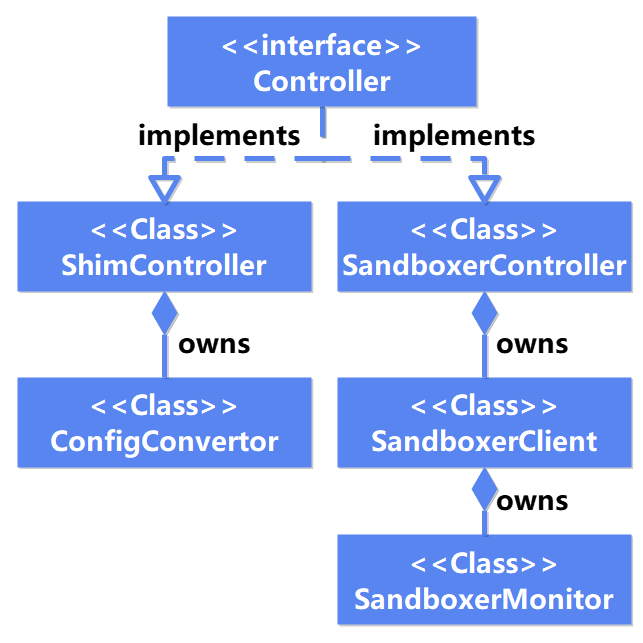 <<interface>>
Controller
implements
implements
<<Class>>
ShimController
<<Class>>
SandboxerController
owns
owns
<<Class>>
ConfigConvertor
<<Class>>
SandboxerClient
owns
<<Class>>
SandboxerMonitor